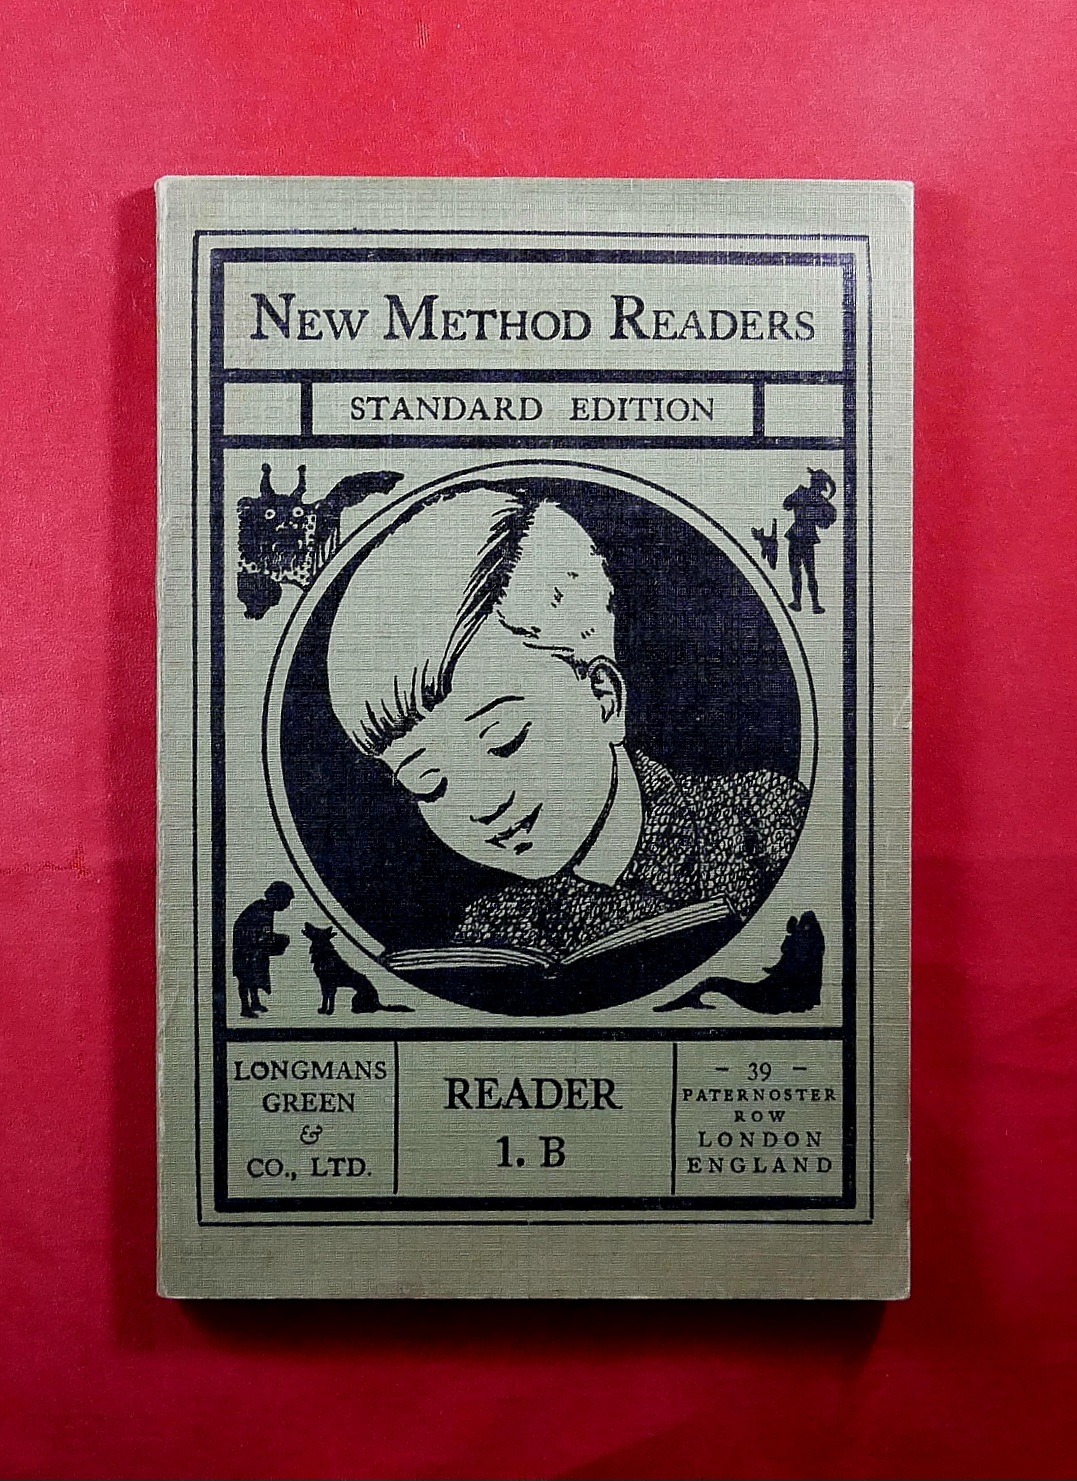 NEW METHOD READERS
STANDARD EDITION
LONGMANS
GREEN
&
CO., LTD.
READER
1. B
- 39 -
PATERNOSTER
ROW
LONDON
ENGLAND